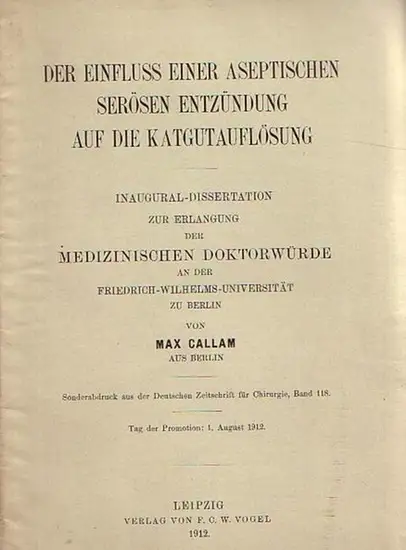 DER EINFLUSS EINER ASEPTISCHEN
SERÖSEN ENTZÜNDUNG
AUF DIE KATGUTAUFLÖSUNG
INAUGURAL-DISSERTATION
ZUR ERLANGUNG
DER
MEDIZINISCHEN DOKTORWÜRDE
AN DER
FRIEDRICH-WILHELMS-UNIVERSITÄT
ZU BERLIN
VON
MAX CALLAM
AUS BERLIN
Sonderabdruck aus der Deutschen Zeitschrift für Chirurgie, Band 118.
Tag der Promotion: 1. August 1912.
LEIPZIG
VERLAG VON F. C. W. VOGEL
1912.